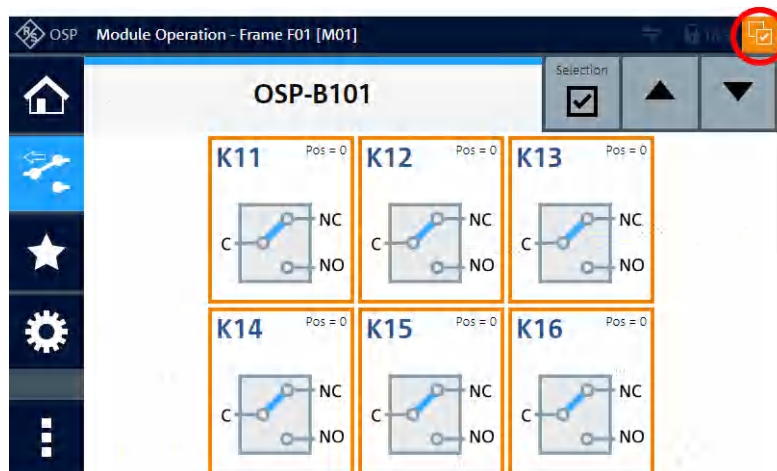 R&S OSP Module Operation - Frame F01 [M01]
OSP-B101
Selection
K11 Pos = 0 K12 Pos = 0 K13 Pos = 0
NC NC NC
C C C
NO NO NO
K14 Pos = 0 K15 Pos = 0 K16 Pos = 0
NC NC NC
C C C
NO NO NO